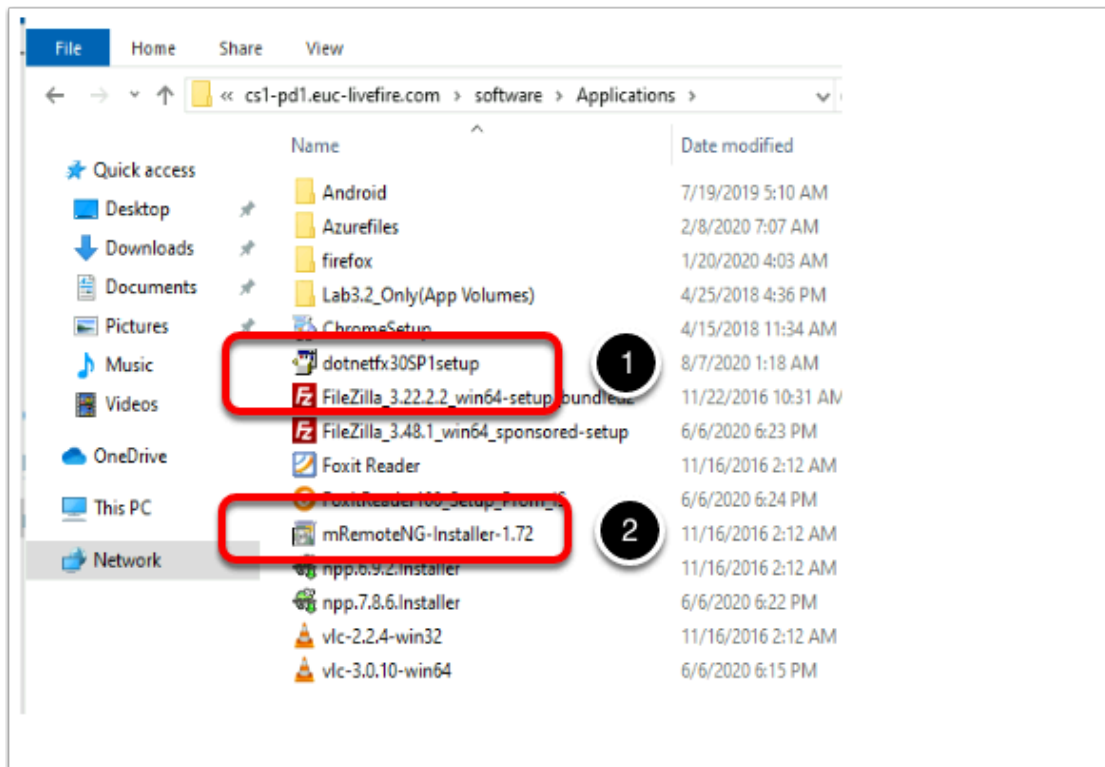 File Home Share View
« cs1-pd1.euc-livefire.com > software > Applications >
Name Date modified
Quick access
Desktop
Downloads
Documents
Pictures
Music
Videos
OneDrive
This PC
Network
Android 7/19/2019 5:10 AM
Azurefiles 2/8/2020 7:07 AM
firefox 1/20/2020 4:03 AM
Lab3.2_Only(App Volumes) 4/25/2018 4:36 PM
ChromeSetup 4/15/2018 11:34 AM
dotnetfx30SP1setup 1 8/7/2020 1:18 AM
FileZilla_3.22.2.2_win64-setup_bundled2 11/22/2016 10:31 AM
FileZilla_3.48.1_win64_sponsored-setup 6/6/2020 6:23 PM
Foxit Reader 11/16/2016 2:12 AM
FoxitReader100_Setup_Prom_IS 6/6/2020 6:24 PM
mRemoteNG-Installer-1.72 2 11/16/2016 2:12 AM
npp.6.9.2.Installer 11/16/2016 2:12 AM
npp.7.8.6.Installer 6/6/2020 6:22 PM
vlc-2.2.4-win32 11/16/2016 2:12 AM
vlc-3.0.10-win64 6/6/2020 6:15 PM